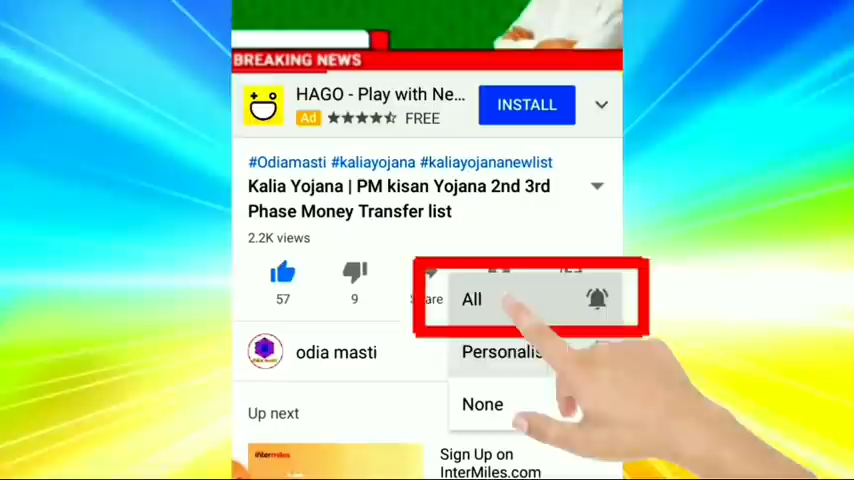 BREAKING NEWS
HAGO - Play with Ne...
Ad FREE
INSTALL
#Odiamasti #kaliayojana #kaliayojananewlist
Kalia Yojana | PM kisan Yojana 2nd 3rd
Phase Money Transfer list
2.2K views
57 9
All
odia masti
Personalis
None
Up next
intermiles
Sign Up on
InterMiles.com